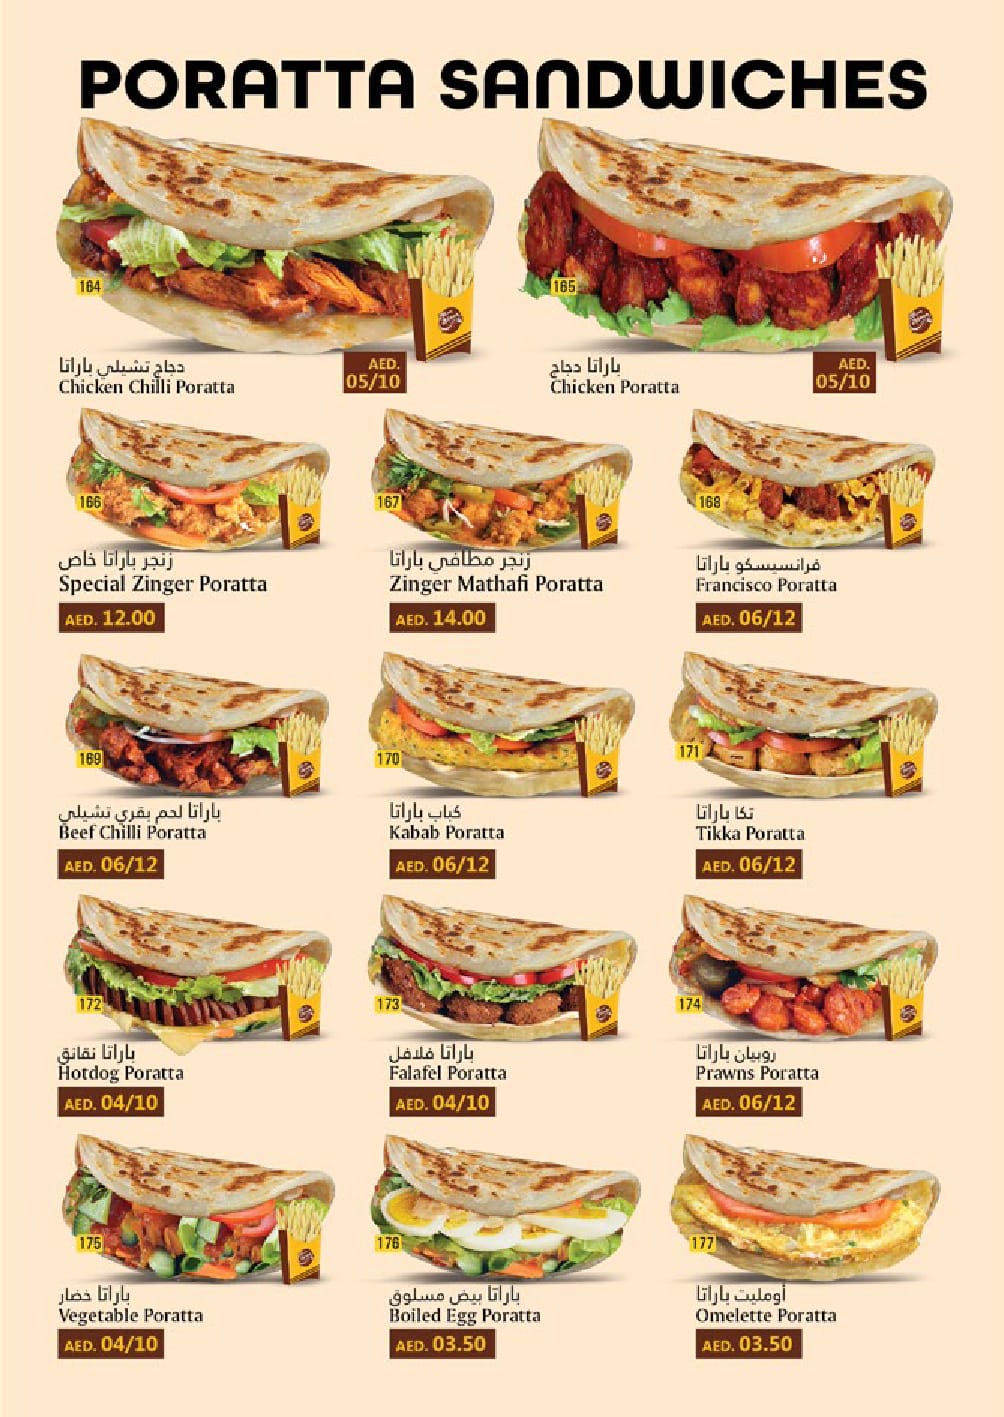 PORATTA SANDWICHES
164
دجاج تشيلي باراتا
Chicken Chilli Poratta
AED.
05/10
165
باراتا دجاج
Chicken Poratta
AED.
05/10
166
زنجر باراتا خاص
Special Zinger Poratta
AED. 12.00
167
زنجر مطافي باراتا
Zinger Mathafi Poratta
AED. 14.00
168
فرانسيسكو باراتا
Francisco Poratta
AED. 06/12
169
باراتا لحم بقري تشيلي
Beef Chilli Poratta
AED. 06/12
170
كباب باراتا
Kabab Poratta
AED. 06/12
171
تكا باراتا
Tikka Poratta
AED. 06/12
172
باراتا نقانق
Hotdog Poratta
AED. 04/10
173
باراتا فلافل
Falafel Poratta
AED. 04/10
174
روبيان باراتا
Prawns Poratta
AED. 06/12
175
باراتا خضار
Vegetable Poratta
AED. 04/10
176
باراتا بيض مسلوق
Boiled Egg Poratta
AED. 03.50
177
أومليت باراتا
Omelette Poratta
AED. 03.50